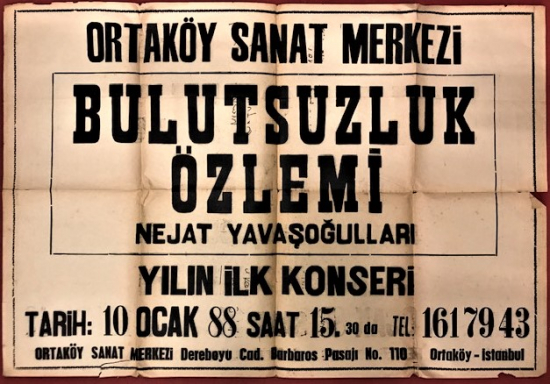 ORTAKÖY SANAT MERKEZİ
BULUTSUZLUK
ÖZLEMİ
NEJAT YAVAŞOĞULLARI
YILIN İLK KONSERİ
TARİH: 10 OCAK 88 SAAT 15. 30 da TEL: 161 79 43
ORTAKÖY SANAT MERKEZİ Dereboyu Cad. Barbaros Pasajı No. 110 Ortaköy - İstanbul